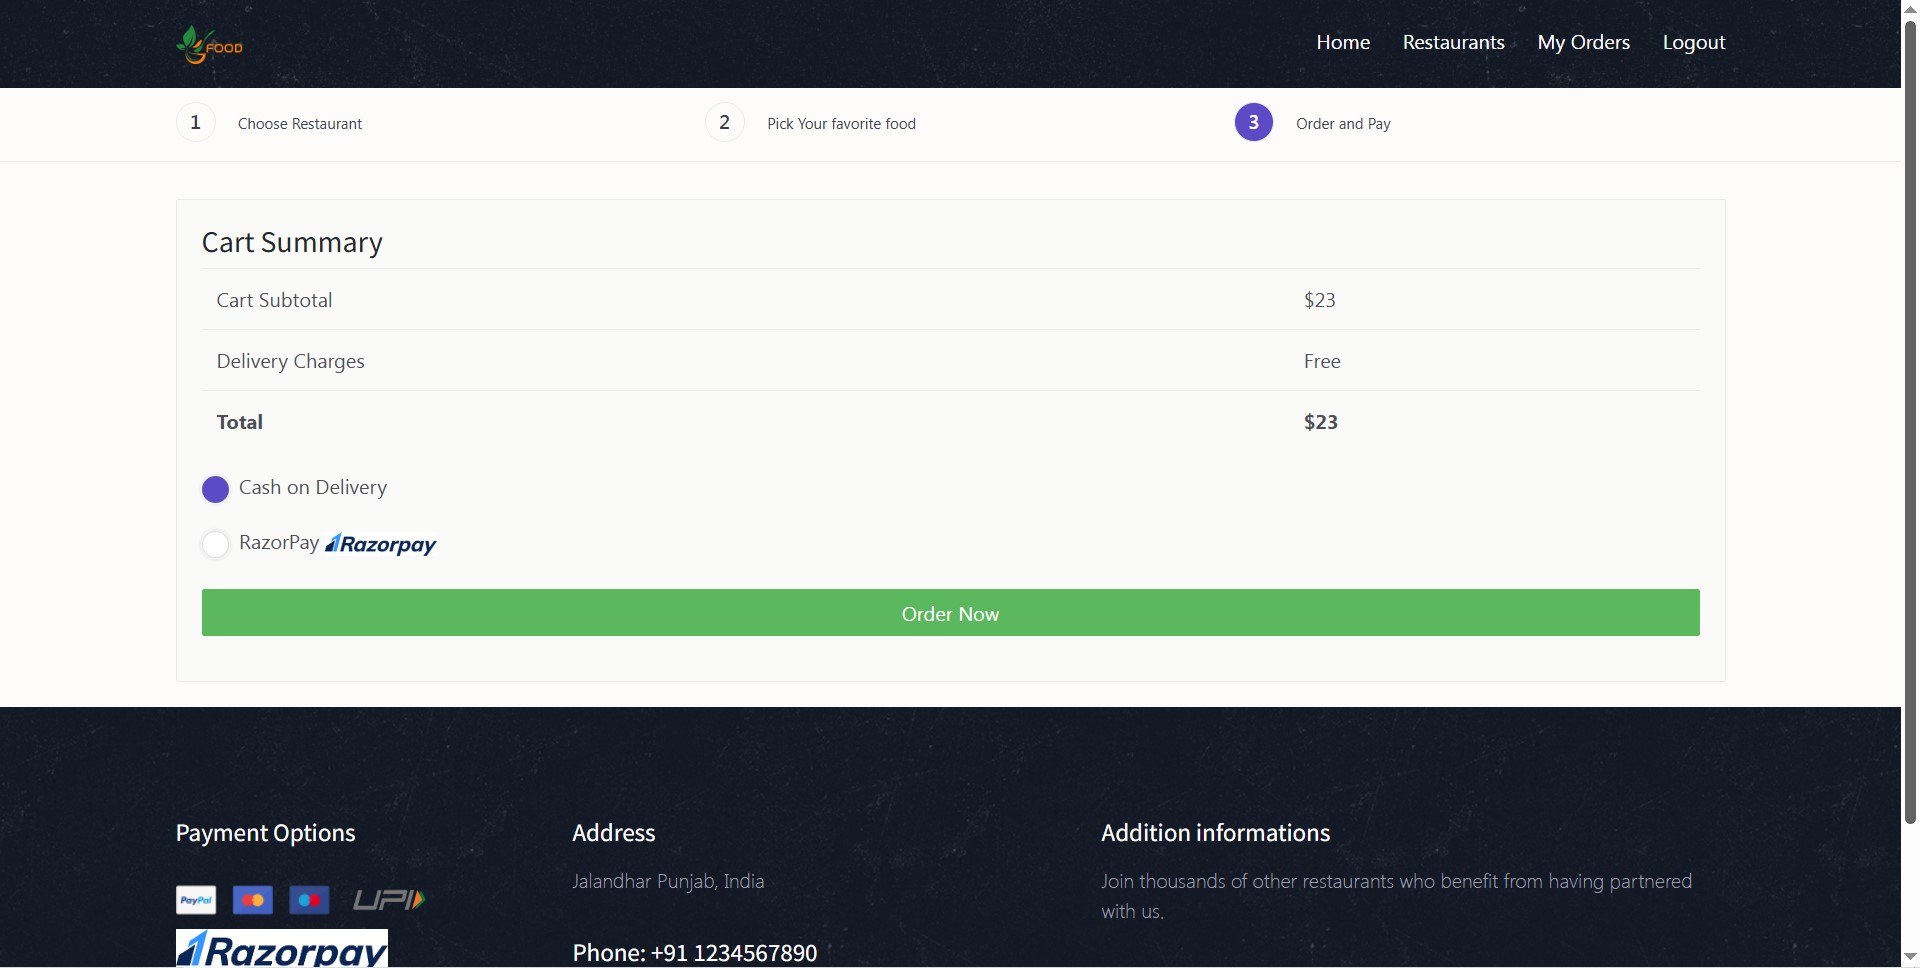 FOOD
Home Restaurants My Orders Logout
1 Choose Restaurant 2 Pick Your favorite food 3 Order and Pay
Cart Summary
Cart Subtotal $23
Delivery Charges Free
Total $23
Cash on Delivery
RazorPay Razorpay
Order Now
Payment Options
PayPal UPI
Razorpay
Address
Jalandhar Punjab, India
Phone: +91 1234567890
Addition informations
Join thousands of other restaurants who benefit from having partnered
with us.